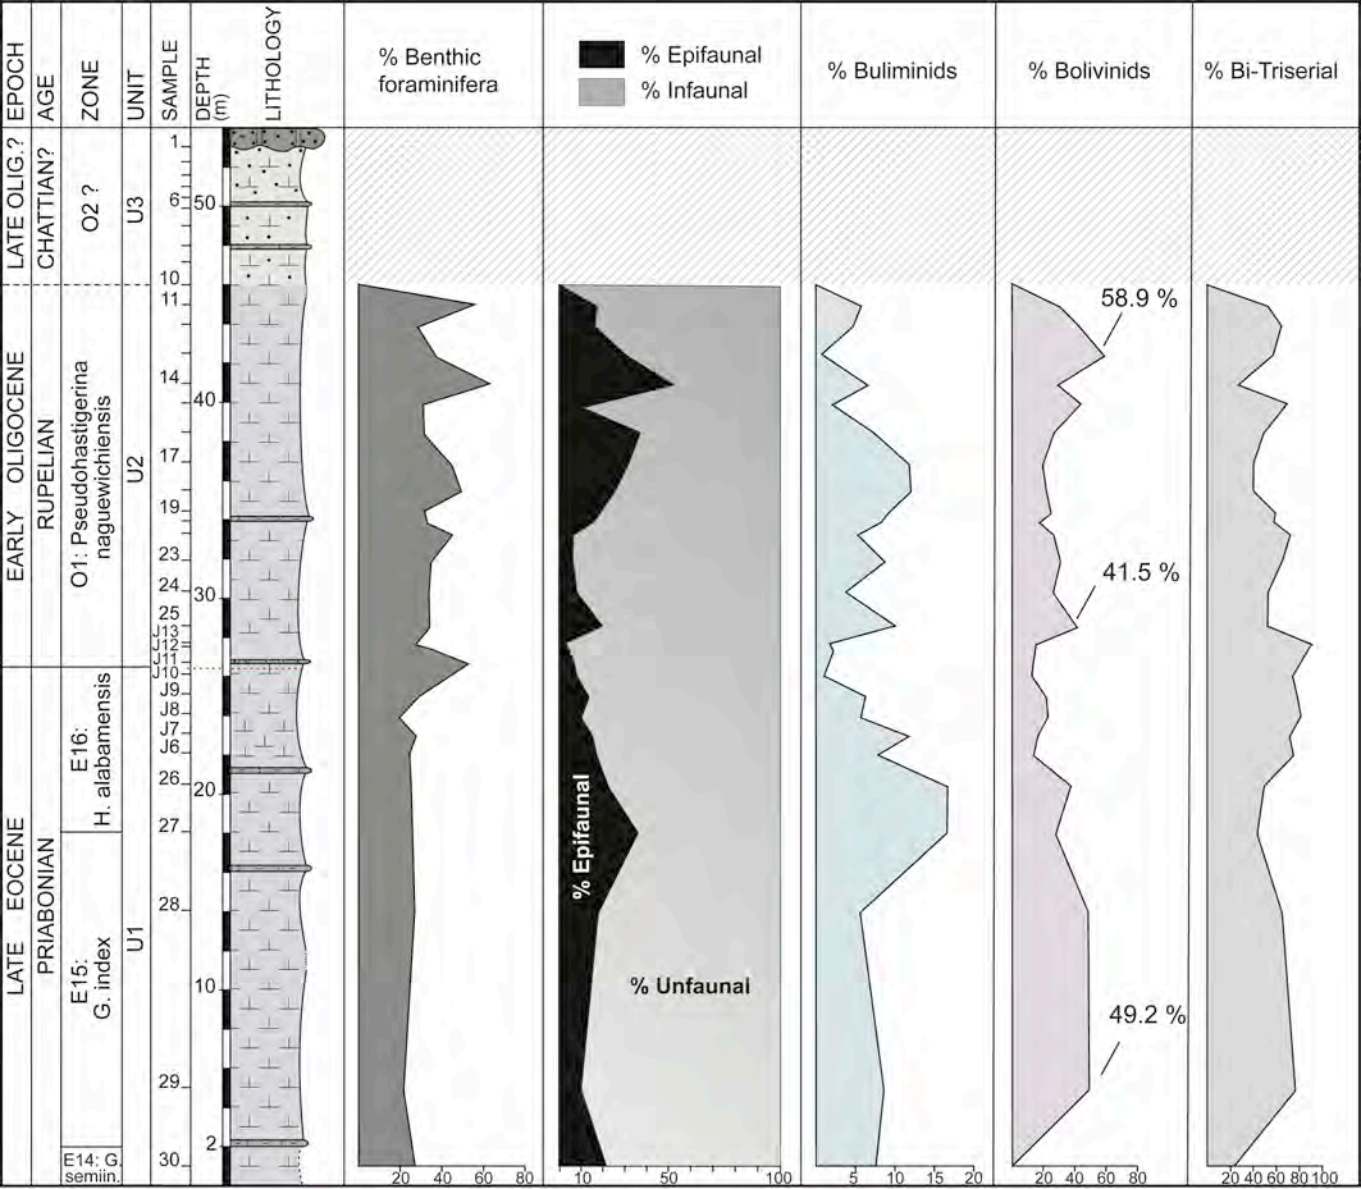 EPOCH
AGE
ZONE
UNIT
SAMPLE
DEPTH
(m)
LITHOLOGY
% Benthic
foraminifera
% Epifaunal
% Infaunal
% Buliminids
% Bolivinids
% Bi-Triserial
LATE OLIG.?
CHATTIAN?
O2 ?
U3
EARLY OLIGOCENE
RUPELIAN
O1: Pseudohastigerina
naguewichiensis
U2
LATE EOCENE
PRIABONIAN
E16:
H. alabamensis
E15:
G. index
E14: G.
semiin.
U1
1
6
10
11
14
17
19
23
24
25
J13
J12
J11
J10
J9
J8
J7
J6
26
27
28
29
30
50
40
30
20
10
2
% Epifaunal
% Unfaunal
58.9 %
41.5 %
49.2 %
20 40 60 80
10 50 100
5 10 15 20
20 40 60 80
20 40 60 80 100